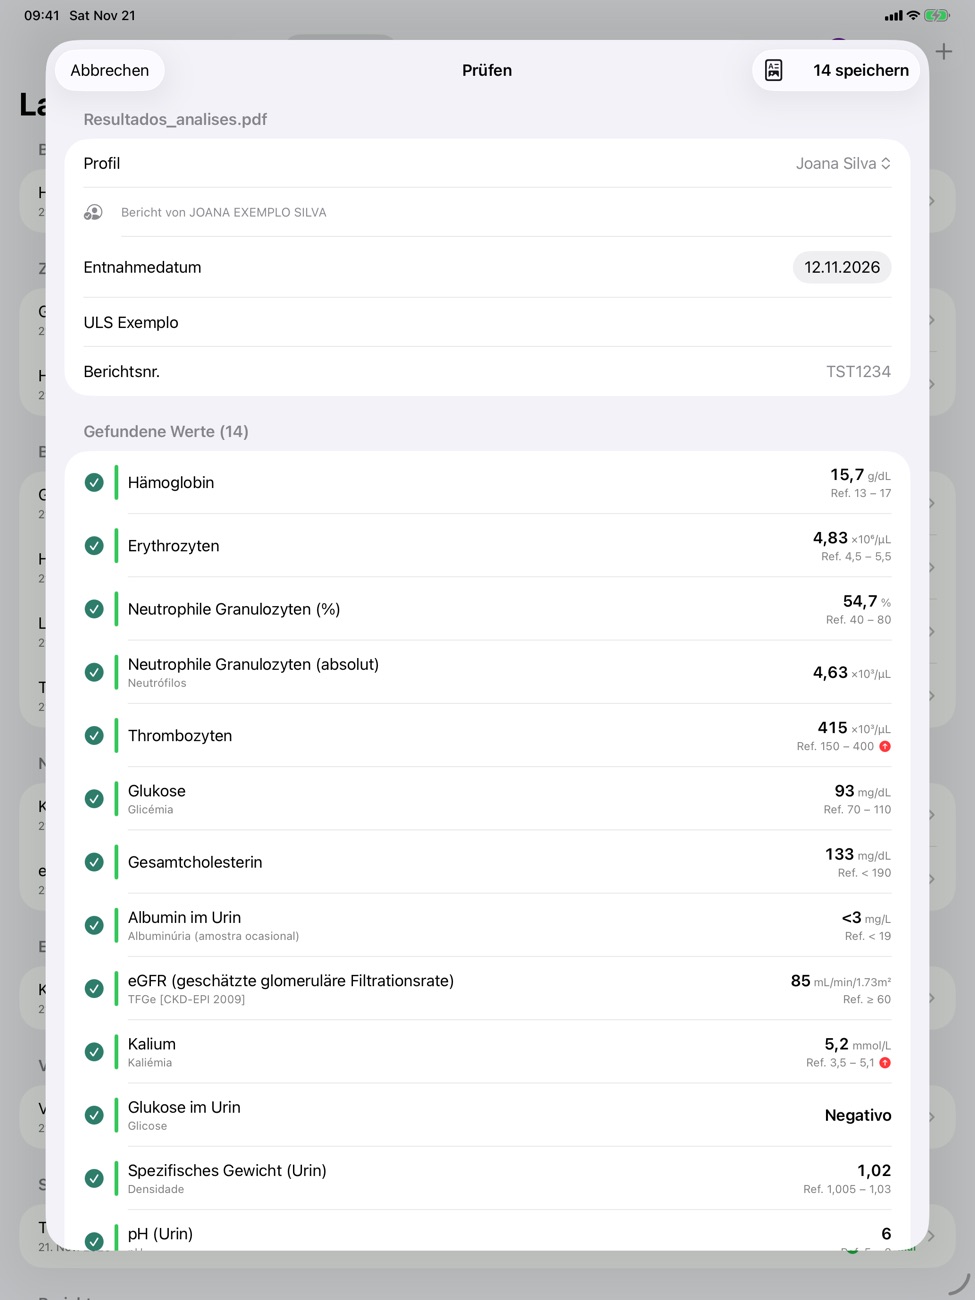 09:41 Sat Nov 21
Abbrechen
Prüfen
14 speichern
Resultados_analises.pdf
Profil
Joana Silva
Bericht von JOANA EXEMPLO SILVA
Entnahmedatum
12.11.2026
ULS Exemplo
Berichtsnr.
TST1234
Gefundene Werte (14)
Hämoglobin
15,7 g/dL
Ref. 13 – 17
Erythrozyten
4,83 ×10⁶/µL
Ref. 4,5 – 5,5
Neutrophile Granulozyten (%)
54,7 %
Ref. 40 – 80
Neutrophile Granulozyten (absolut)
Neutrófilos
4,63 ×10³/µL
Thrombozyten
415 ×10³/µL
Ref. 150 – 400
Glukose
Glicémia
93 mg/dL
Ref. 70 – 110
Gesamtcholesterin
133 mg/dL
Ref. < 190
Albumin im Urin
Albuminúria (amostra ocasional)
<3 mg/L
Ref. < 19
eGFR (geschätzte glomeruläre Filtrationsrate)
TFGe [CKD-EPI 2009]
85 mL/min/1.73m²
Ref. ≥ 60
Kalium
Kaliémia
5,2 mmol/L
Ref. 3,5 – 5,1
Glukose im Urin
Glicose
Negativo
Spezifisches Gewicht (Urin)
Densidade
1,02
Ref. 1,005 – 1,03
pH (Urin)
6